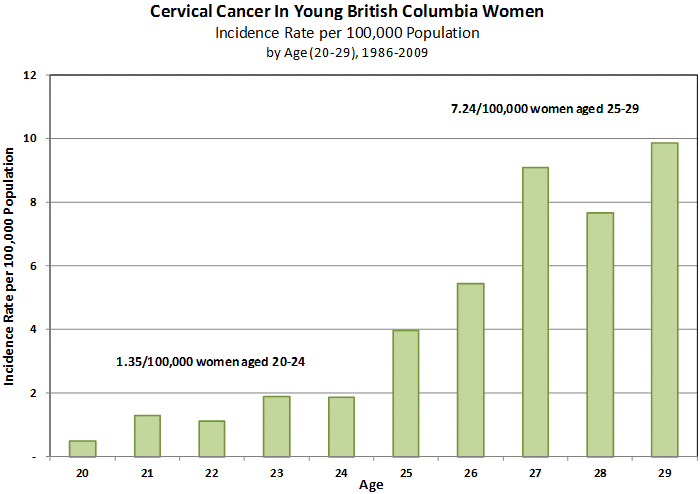 Cervical Cancer In Young British Columbia Women
Incidence Rate per 100,000 Population
by Age (20-29), 1986-2009
Incidence Rate per 100,000 Population
12
10
8
6
4
2
-
7.24/100,000 women aged 25-29
1.35/100,000 women aged 20-24
20 21 22 23 24 25 26 27 28 29
Age